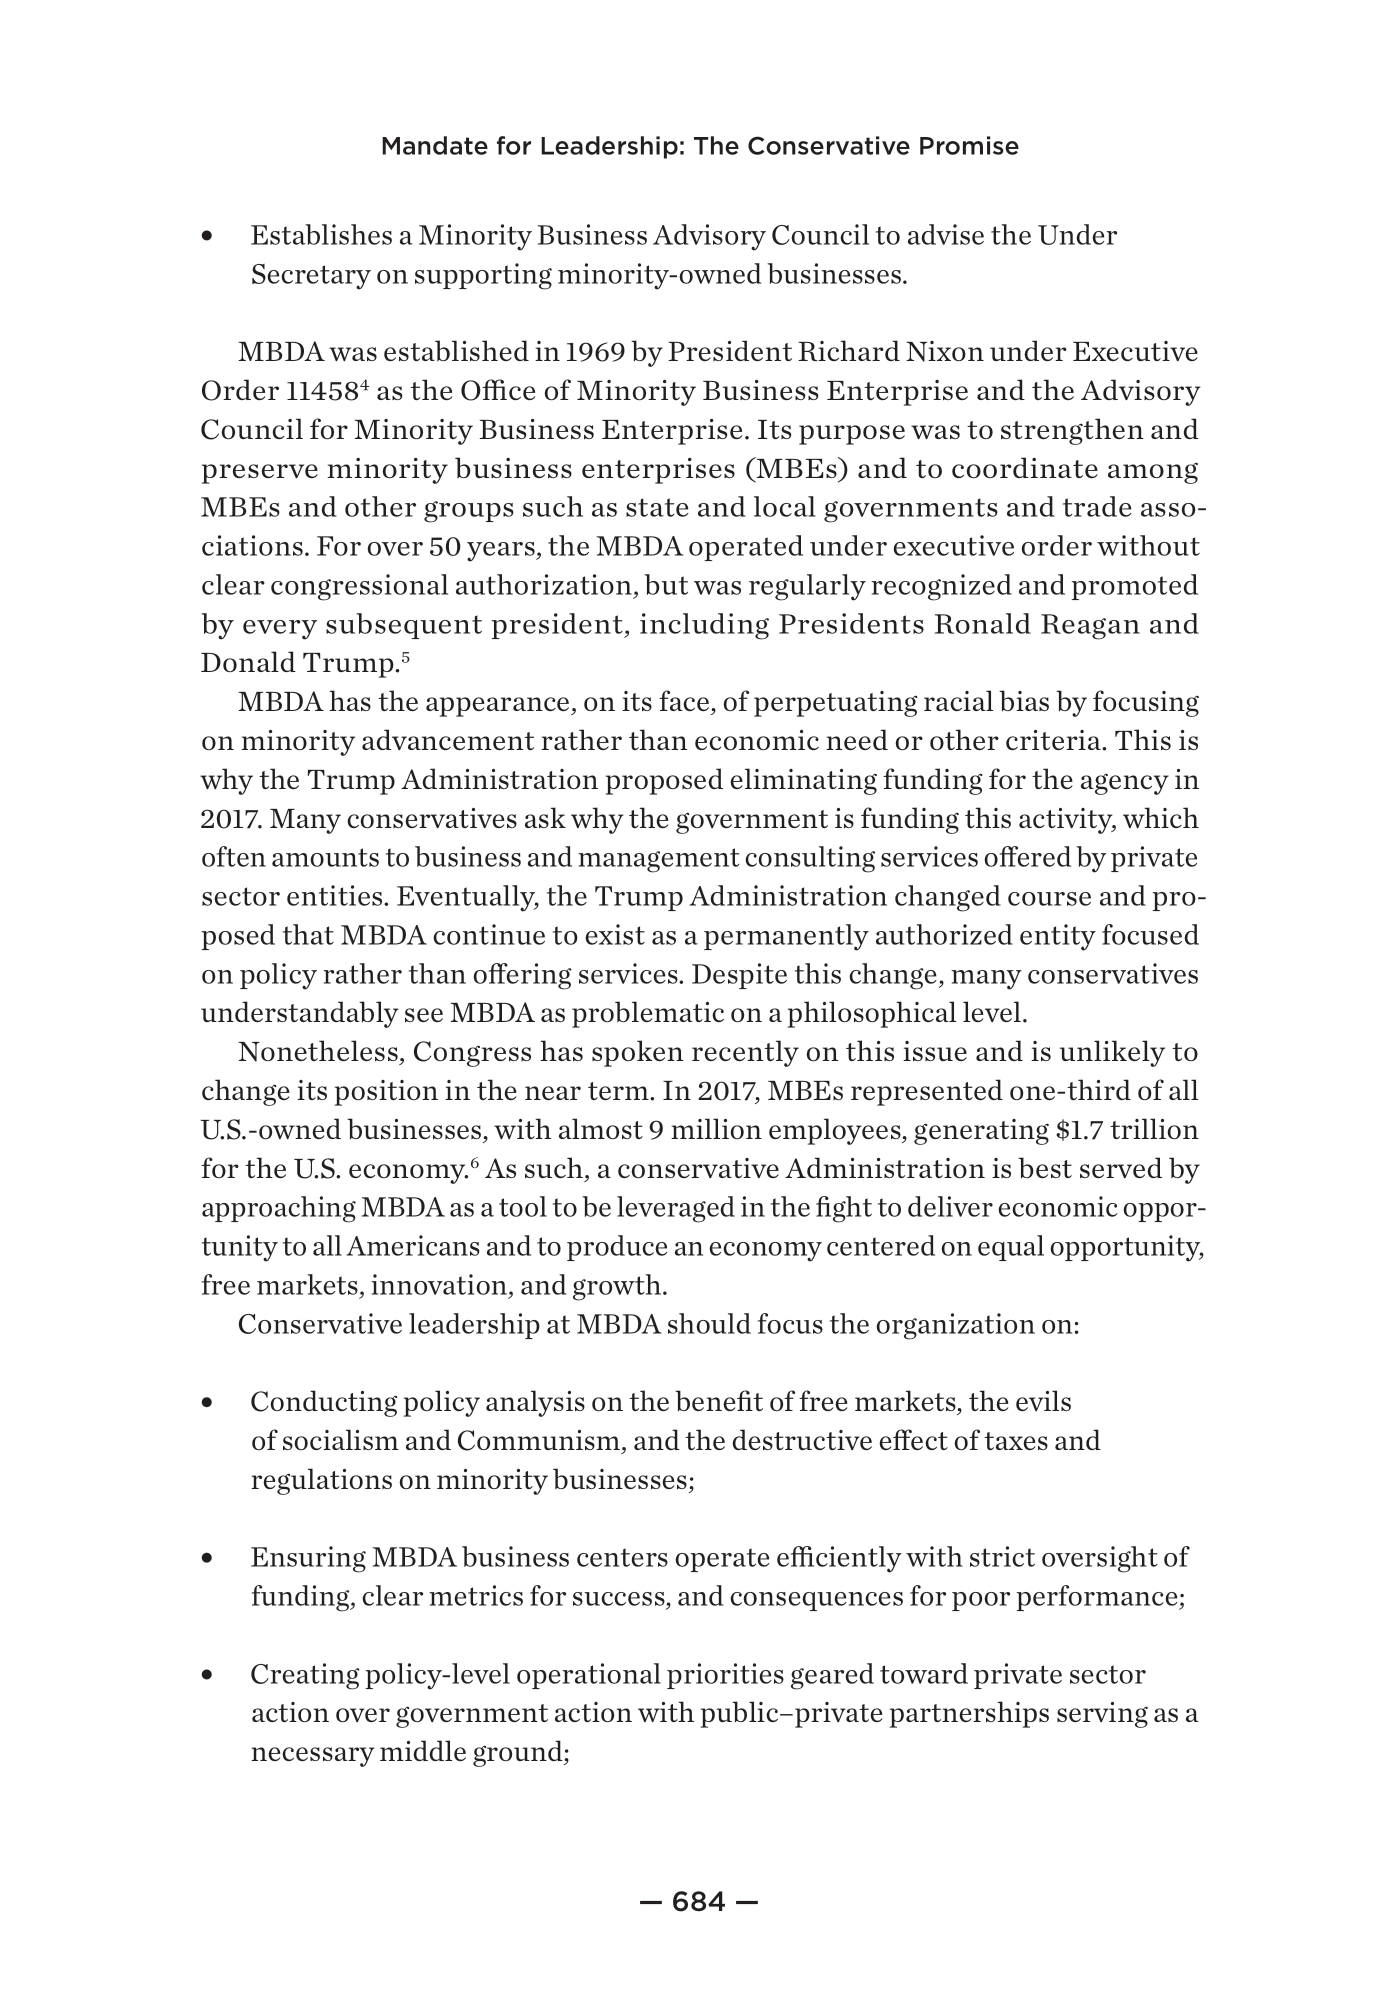 Mandate for Leadership: The Conservative Promise
• Establishes a Minority Business Advisory Council to advise the Under
Secretary on supporting minority-owned businesses.
MBDA was established in 1969 by President Richard Nixon under Executive
Order 11458⁴ as the Office of Minority Business Enterprise and the Advisory
Council for Minority Business Enterprise. Its purpose was to strengthen and
preserve minority business enterprises (MBEs) and to coordinate among
MBEs and other groups such as state and local governments and trade asso-
ciations. For over 50 years, the MBDA operated under executive order without
clear congressional authorization, but was regularly recognized and promoted
by every subsequent president, including Presidents Ronald Reagan and
Donald Trump.⁵
MBDA has the appearance, on its face, of perpetuating racial bias by focusing
on minority advancement rather than economic need or other criteria. This is
why the Trump Administration proposed eliminating funding for the agency in
2017. Many conservatives ask why the government is funding this activity, which
often amounts to business and management consulting services offered by private
sector entities. Eventually, the Trump Administration changed course and pro-
posed that MBDA continue to exist as a permanently authorized entity focused
on policy rather than offering services. Despite this change, many conservatives
understandably see MBDA as problematic on a philosophical level.
Nonetheless, Congress has spoken recently on this issue and is unlikely to
change its position in the near term. In 2017, MBEs represented one-third of all
U.S.-owned businesses, with almost 9 million employees, generating $1.7 trillion
for the U.S. economy.⁶ As such, a conservative Administration is best served by
approaching MBDA as a tool to be leveraged in the fight to deliver economic oppor-
tunity to all Americans and to produce an economy centered on equal opportunity,
free markets, innovation, and growth.
Conservative leadership at MBDA should focus the organization on:
• Conducting policy analysis on the benefit of free markets, the evils
of socialism and Communism, and the destructive effect of taxes and
regulations on minority businesses;
• Ensuring MBDA business centers operate efficiently with strict oversight of
funding, clear metrics for success, and consequences for poor performance;
• Creating policy-level operational priorities geared toward private sector
action over government action with public–private partnerships serving as a
necessary middle ground;
— 684 —